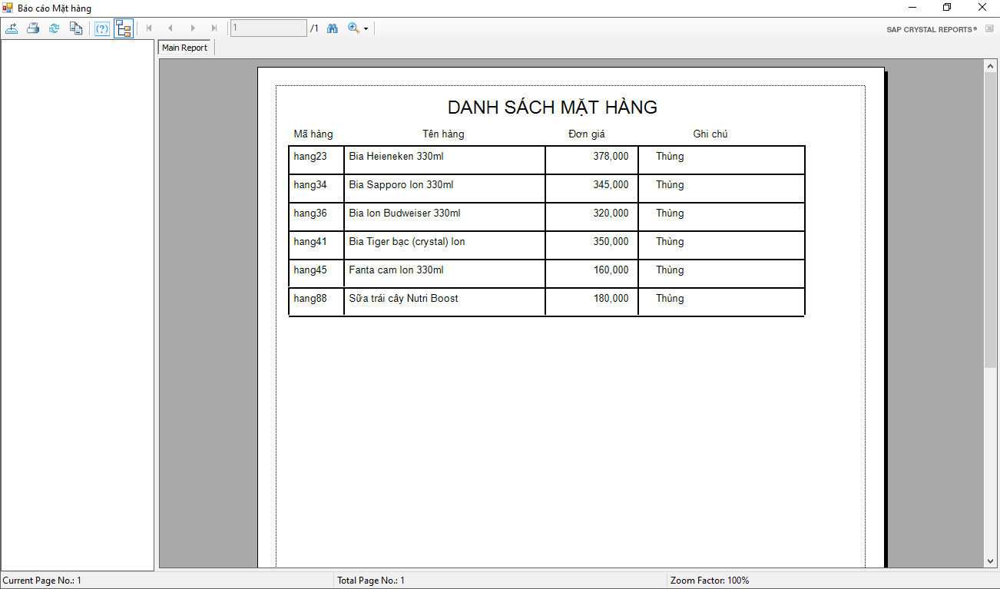 Báo cáo Mặt hàng
(?) 1 /1 SAP CRYSTAL REPORTS®
Main Report
DANH SÁCH MẶT HÀNG
Mã hàng Tên hàng Đơn giá Ghi chú
hang23 Bia Heieneken 330ml 378,000 Thùng
hang34 Bia Sapporo lon 330ml 345,000 Thùng
hang36 Bia lon Budweiser 330ml 320,000 Thùng
hang41 Bia Tiger bạc (crystal) lon 350,000 Thùng
hang45 Fanta cam lon 330ml 160,000 Thùng
hang88 Sữa trái cây Nutri Boost 180,000 Thùng
Current Page No.: 1 Total Page No.: 1 Zoom Factor: 100%